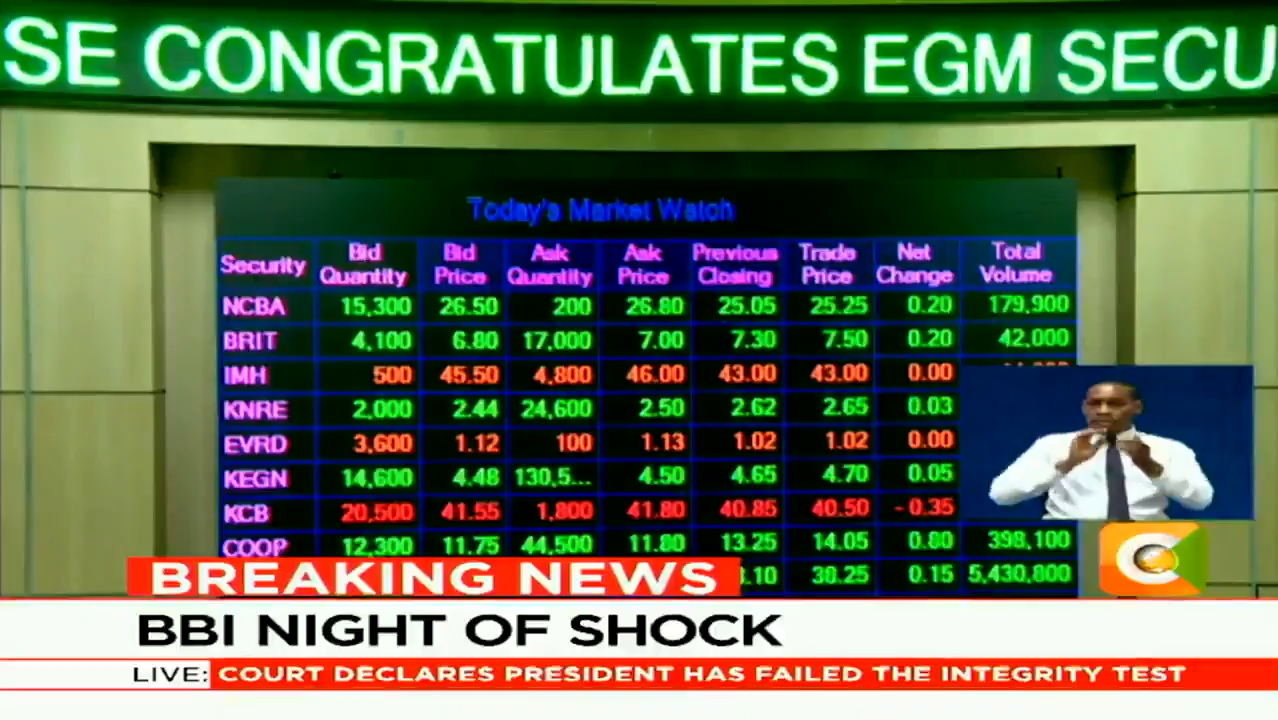 SE CONGRATULATES EGM SECU
Today's Market Watch
Security Bid Quantity Bid Price Ask Quantity Ask Price Previous Closing Trade Price Net Change Total Volume
NCBA 15,300 26.50 200 26.80 25.05 25.25 0.20 179,900
BRIT 4,100 6.80 17,000 7.00 7.30 7.50 0.20 42,000
IMH 500 45.50 4,800 46.00 43.00 43.00 0.00
KNRE 2,000 2.44 24,600 2.50 2.62 2.65 0.03
EVRD 3,600 1.12 100 1.13 1.02 1.02 0.00
KEGN 14,600 4.48 130,5... 4.50 4.65 4.70 0.05
KCB 20,500 41.55 1,800 41.80 40.85 40.50 -0.35
COOP 12,300 11.75 44,500 11.80 13.25 14.05 0.80 398,100
.10 30.25 0.15 5,430,800
BREAKING NEWS
BBI NIGHT OF SHOCK
LIVE: COURT DECLARES PRESIDENT HAS FAILED THE INTEGRITY TEST